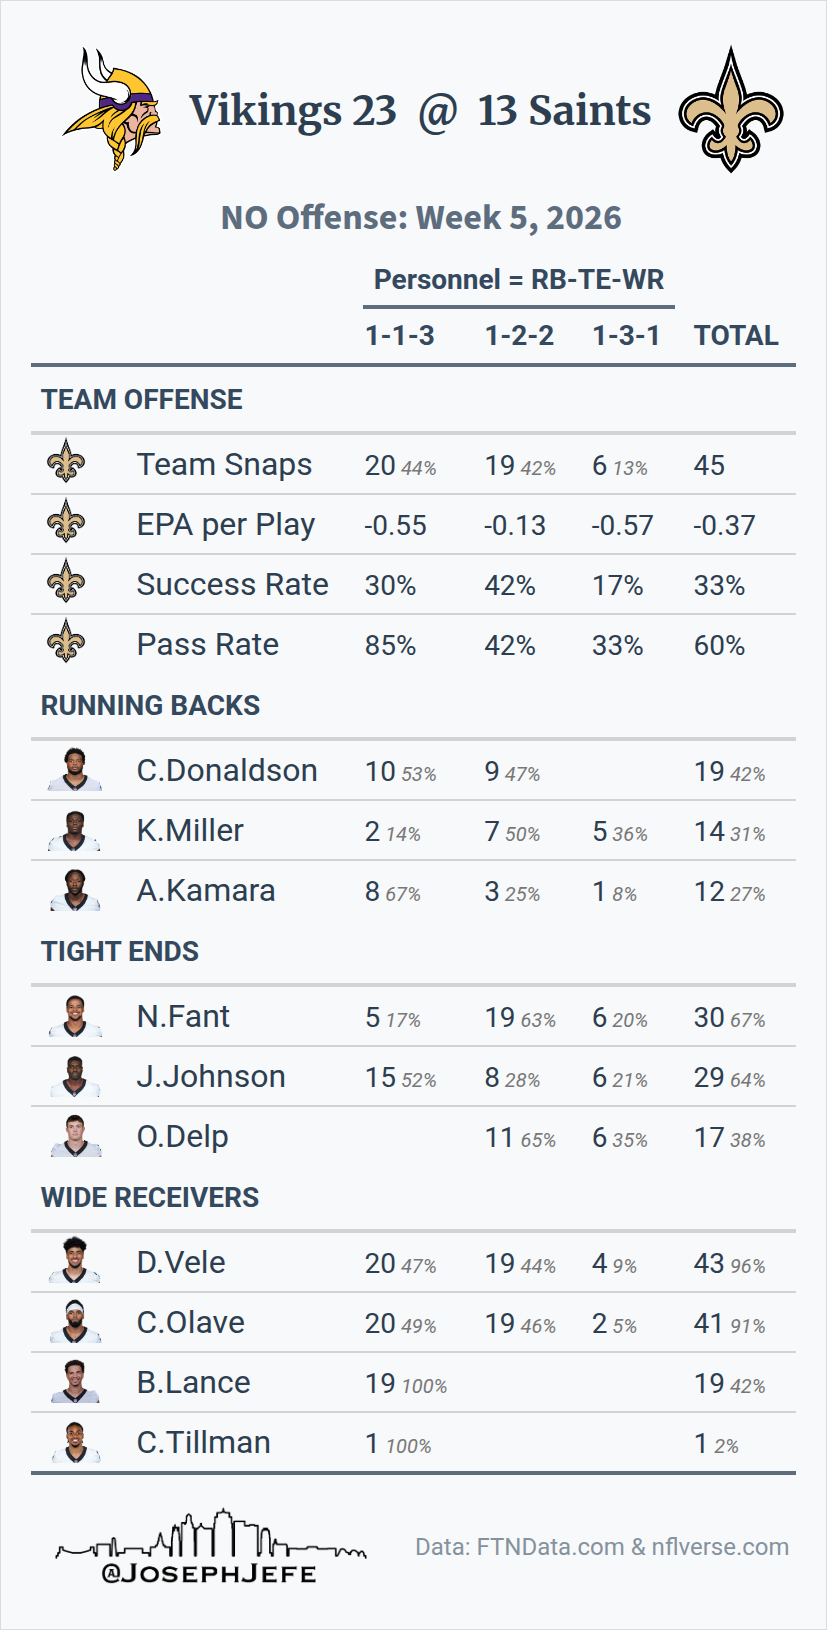 Vikings 23 @ 13 Saints
NO Offense: Week 5, 2026
Personnel = RB-TE-WR
1-1-3 1-2-2 1-3-1 TOTAL
TEAM OFFENSE
Team Snaps 20 44% 19 42% 6 13% 45
EPA per Play -0.55 -0.13 -0.57 -0.37
Success Rate 30% 42% 17% 33%
Pass Rate 85% 42% 33% 60%
RUNNING BACKS
C.Donaldson 10 53% 9 47% 19 42%
K.Miller 2 14% 7 50% 5 36% 14 31%
A.Kamara 8 67% 3 25% 1 8% 12 27%
TIGHT ENDS
N.Fant 5 17% 19 63% 6 20% 30 67%
J.Johnson 15 52% 8 28% 6 21% 29 64%
O.Delp 11 65% 6 35% 17 38%
WIDE RECEIVERS
D.Vele 20 47% 19 44% 4 9% 43 96%
C.Olave 20 49% 19 46% 2 5% 41 91%
B.Lance 19 100% 19 42%
C.Tillman 1 100% 1 2%
@JOSEPHJEFE
Data: FTNData.com & nflverse.com